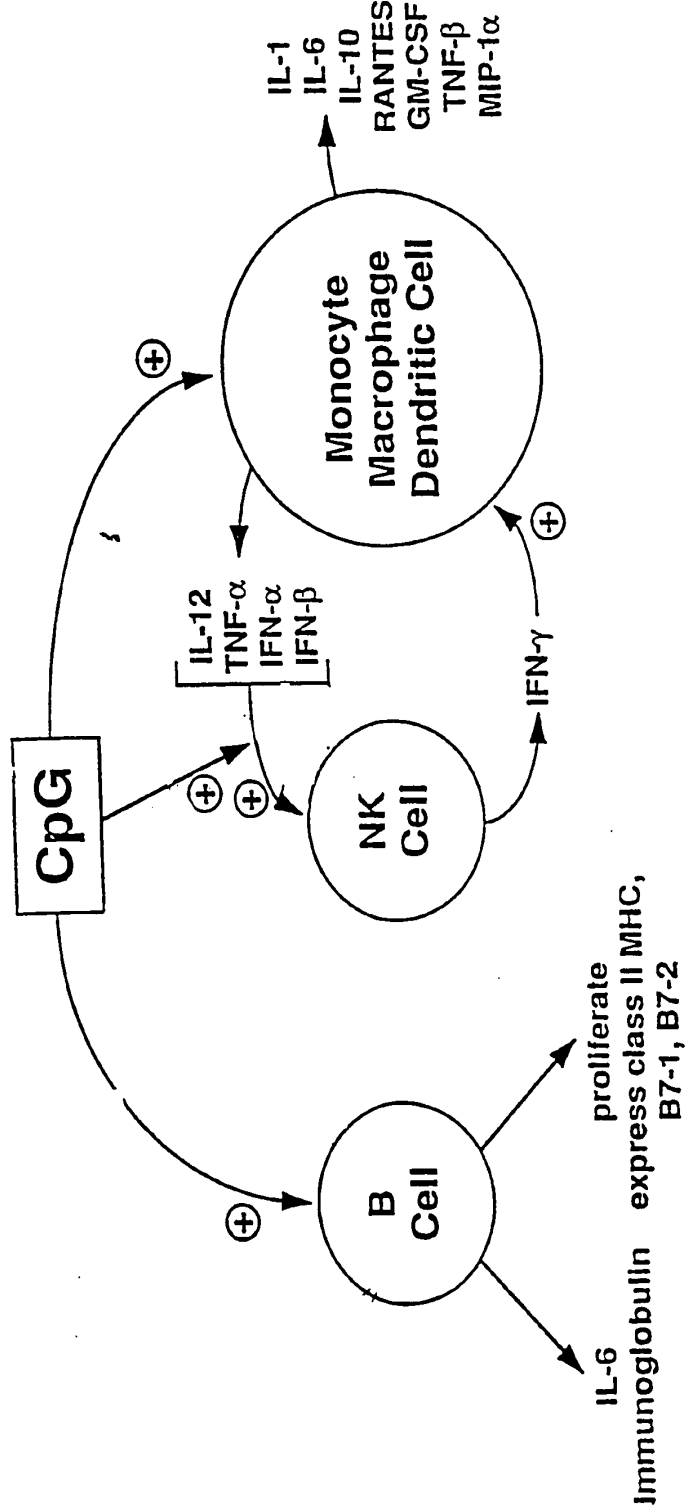 CpG
IL-12
TNF-α
IFN-α
IFN-β
NK
Cell
IFN-γ
Monocyte
Macrophage
Dendritic Cell
IL-1
IL-6
IL-10
RANTES
GM-CSF
TNF-β
MIP-1α
B
Cell
IL-6
Immunoglobulin
proliferate
express class II MHC,
B7-1, B7-2
+
+
+
+
+